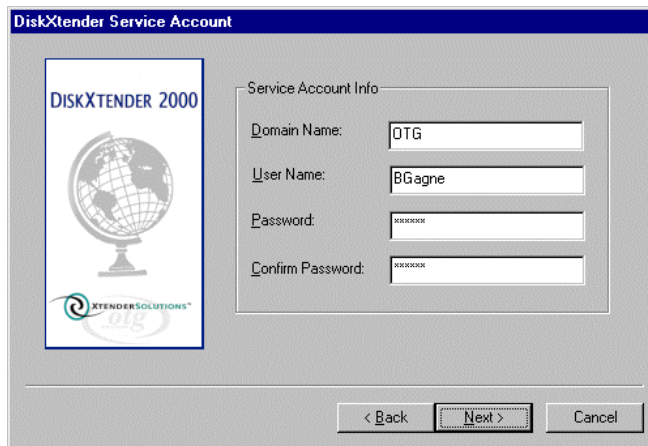 DiskXtender Service Account
DISKXTENDER 2000
XTENDERSOLUTIONS™
otg
Service Account Info
Domain Name: OTG
User Name: BGagne
Password: ××××××
Confirm Password: ××××××
< Back Next > Cancel